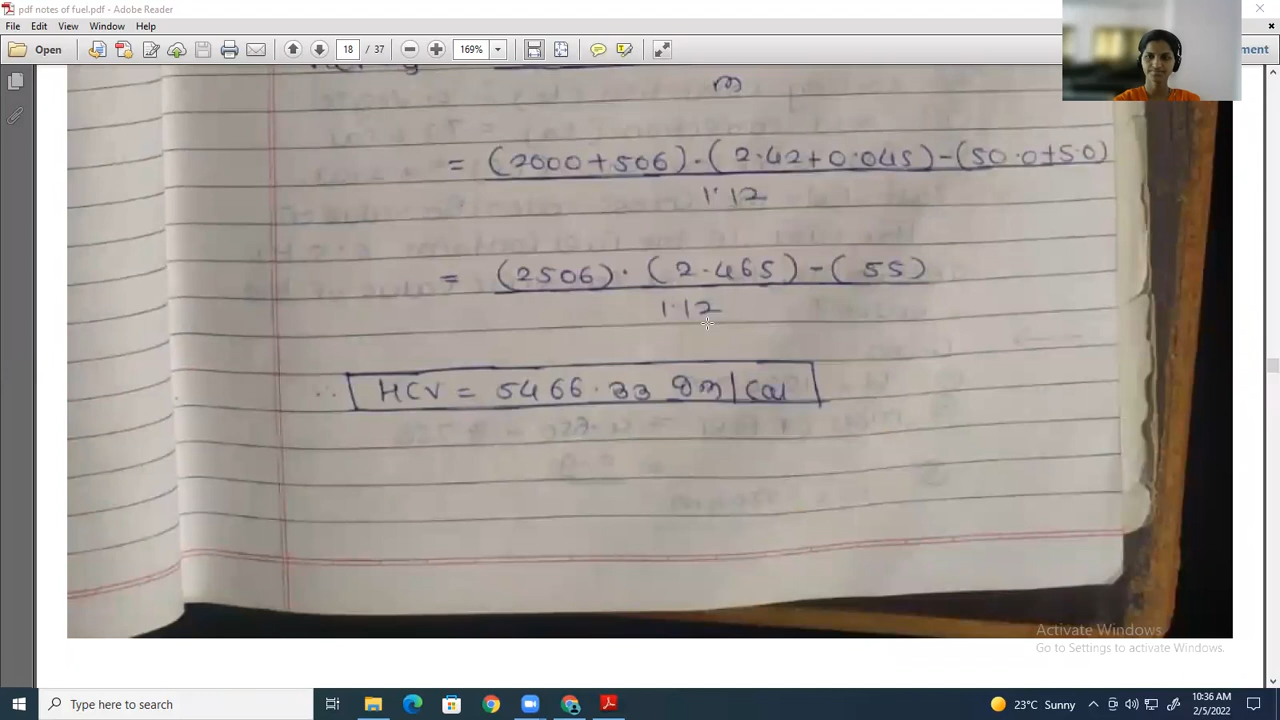 pdf notes of fuel.pdf - Adobe Reader
File Edit View Window Help
Open 18 / 37 169% ment
m
= (2000+506)·(2·42+0·045)-(50·0+5·0)
1·12
= (2506)·(2·465)-(55)
1·12
∴ HCV = 5466·33 gm/cal
Activate Windows
Go to Settings to activate Windows.
Type here to search
23°C Sunny
10:36 AM
2/5/2022